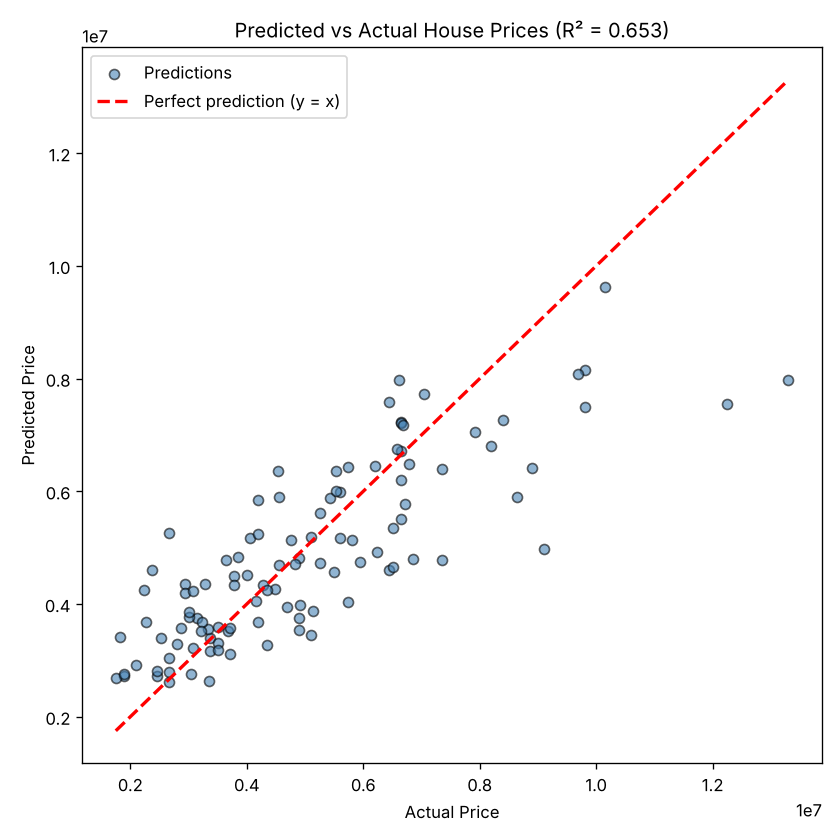 Predicted vs Actual House Prices (R² = 0.653)
1e7
Predictions
Perfect prediction (y = x)
1.2
1.0
0.8
0.6
0.4
0.2
Predicted Price
0.2 0.4 0.6 0.8 1.0 1.2
Actual Price
1e7